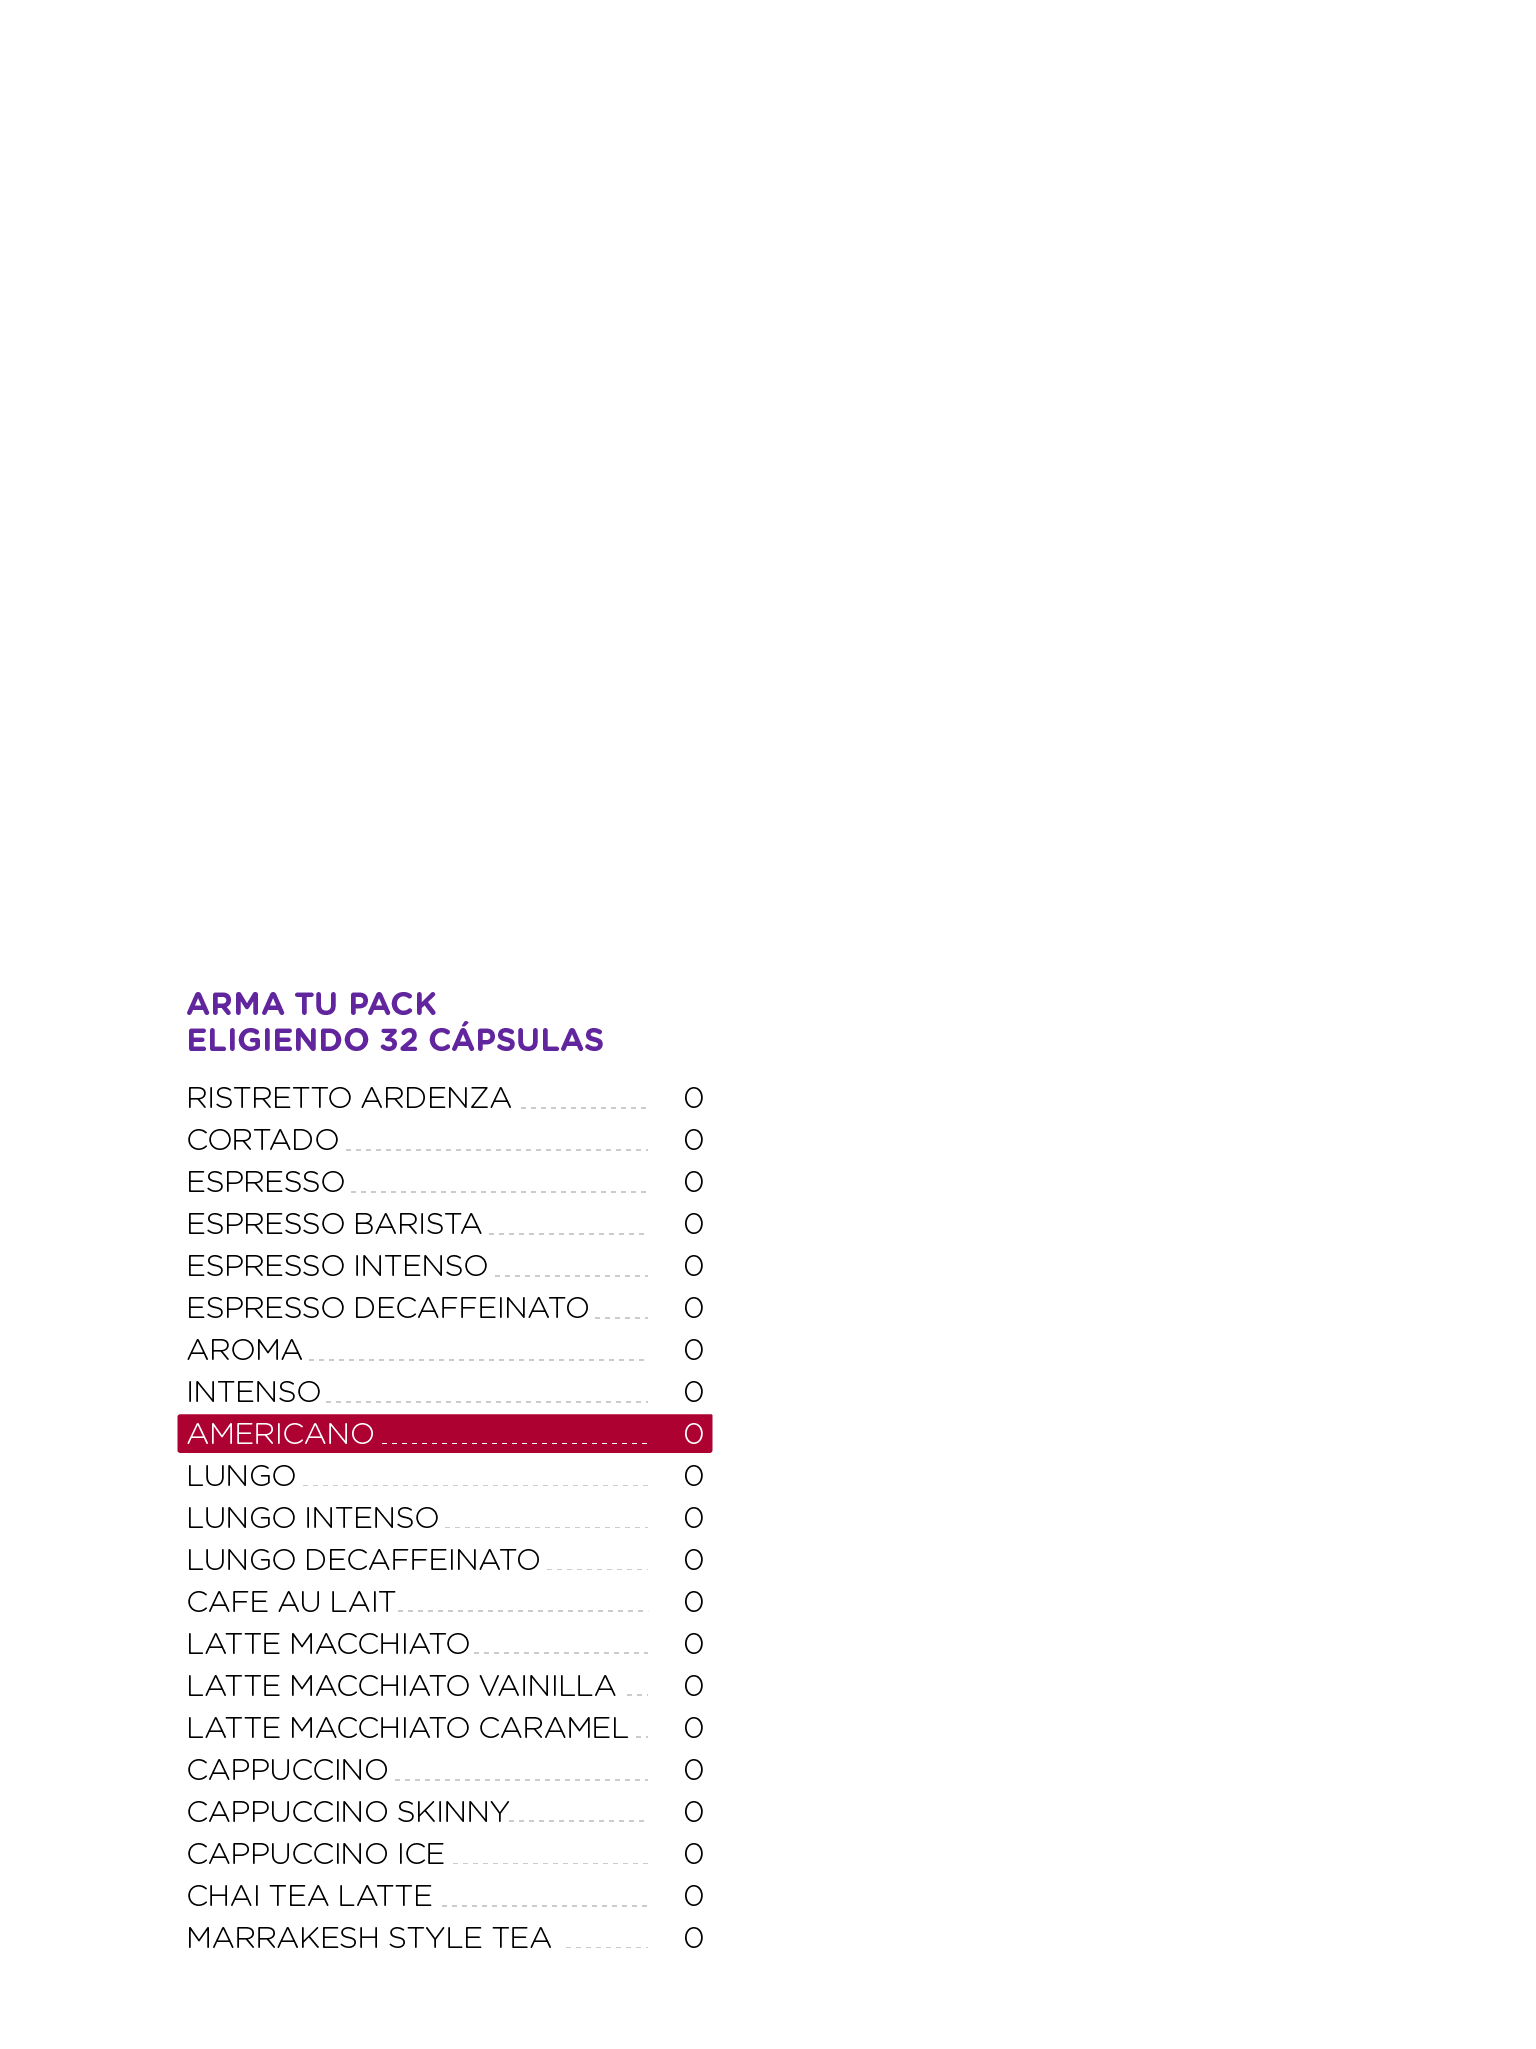 ARMA TU PACK
ELIGIENDO 32 CÁPSULAS
RISTRETTO ARDENZA 0
CORTADO 0
ESPRESSO 0
ESPRESSO BARISTA 0
ESPRESSO INTENSO 0
ESPRESSO DECAFFEINATO 0
AROMA 0
INTENSO 0
AMERICANO 0
LUNGO 0
LUNGO INTENSO 0
LUNGO DECAFFEINATO 0
CAFE AU LAIT 0
LATTE MACCHIATO 0
LATTE MACCHIATO VAINILLA 0
LATTE MACCHIATO CARAMEL 0
CAPPUCCINO 0
CAPPUCCINO SKINNY 0
CAPPUCCINO ICE 0
CHAI TEA LATTE 0
MARRAKESH STYLE TEA 0